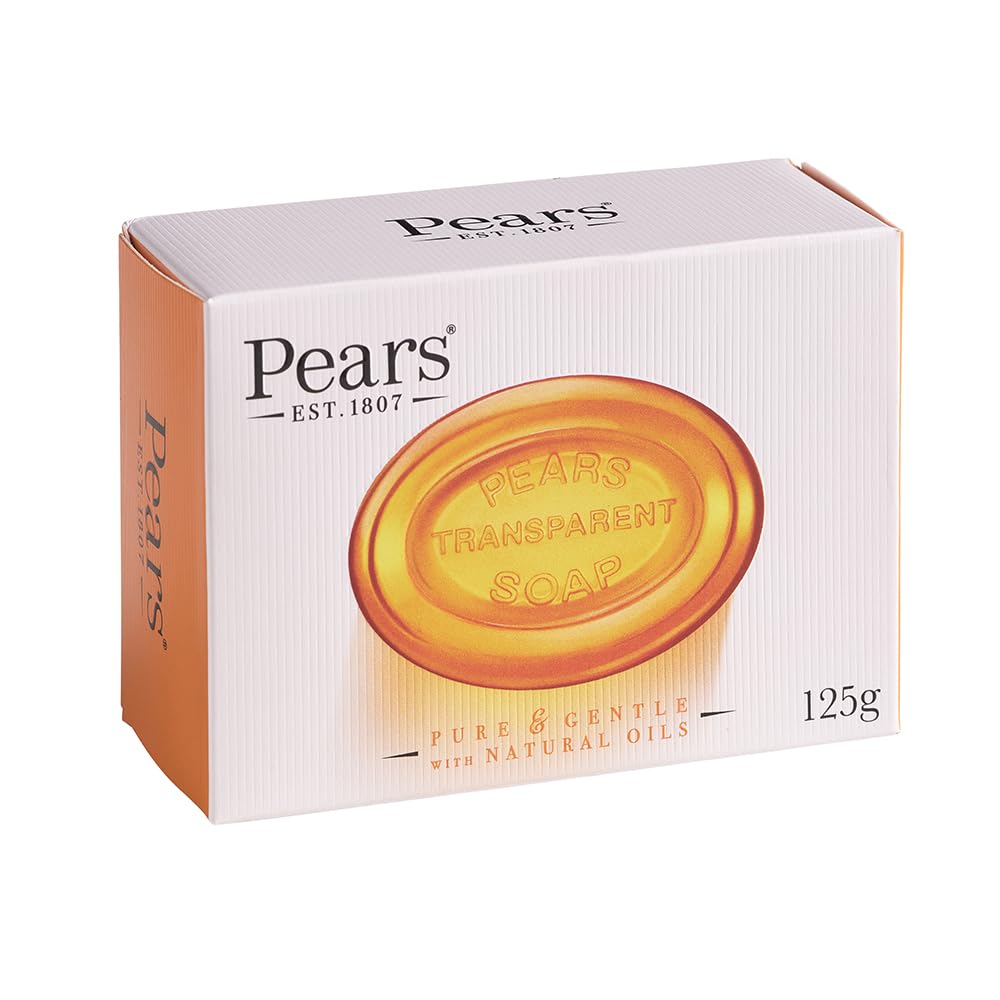 Pears®
EST. 1807
Pears®
EST. 1807
PEARS
TRANSPARENT
SOAP
PURE & GENTLE
WITH NATURAL OILS
125g
Pears®
EST. 1807